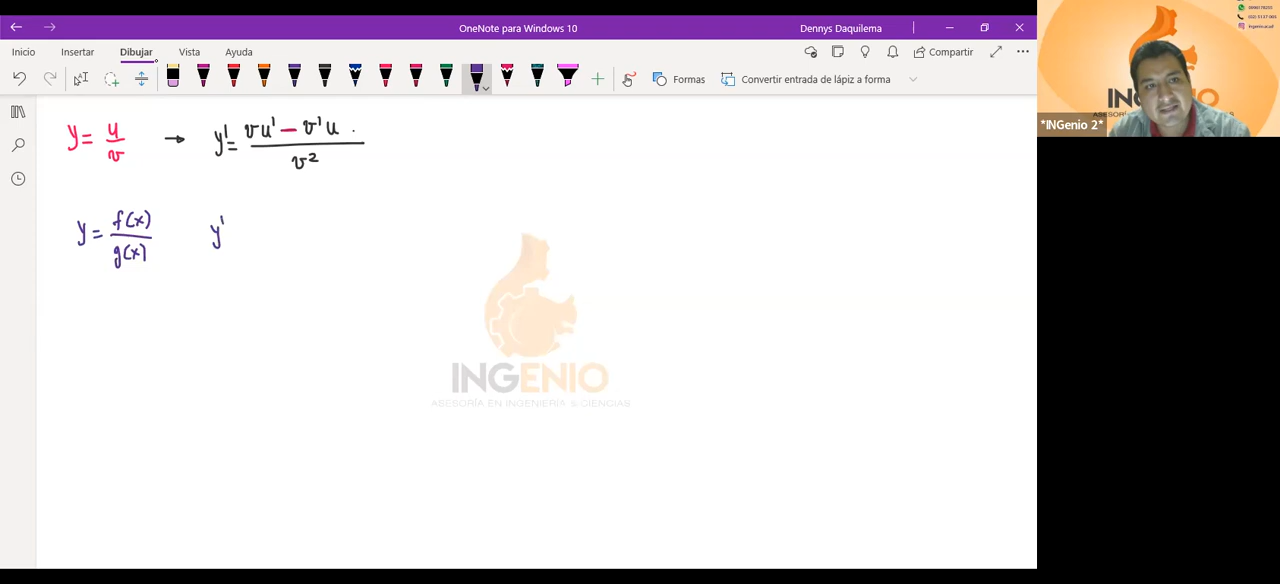 OneNote para Windows 10
Dennys Daquilema
Inicio Insertar Dibujar Vista Ayuda
Compartir
Formas
Convertir entrada de lápiz a forma
y = u/v → y' = (vu' − v'u)/v²
y = f(x)/g(x) y'
INGENIO
ASESORÍA EN INGENIERÍA & CIENCIAS
*INGenio 2*